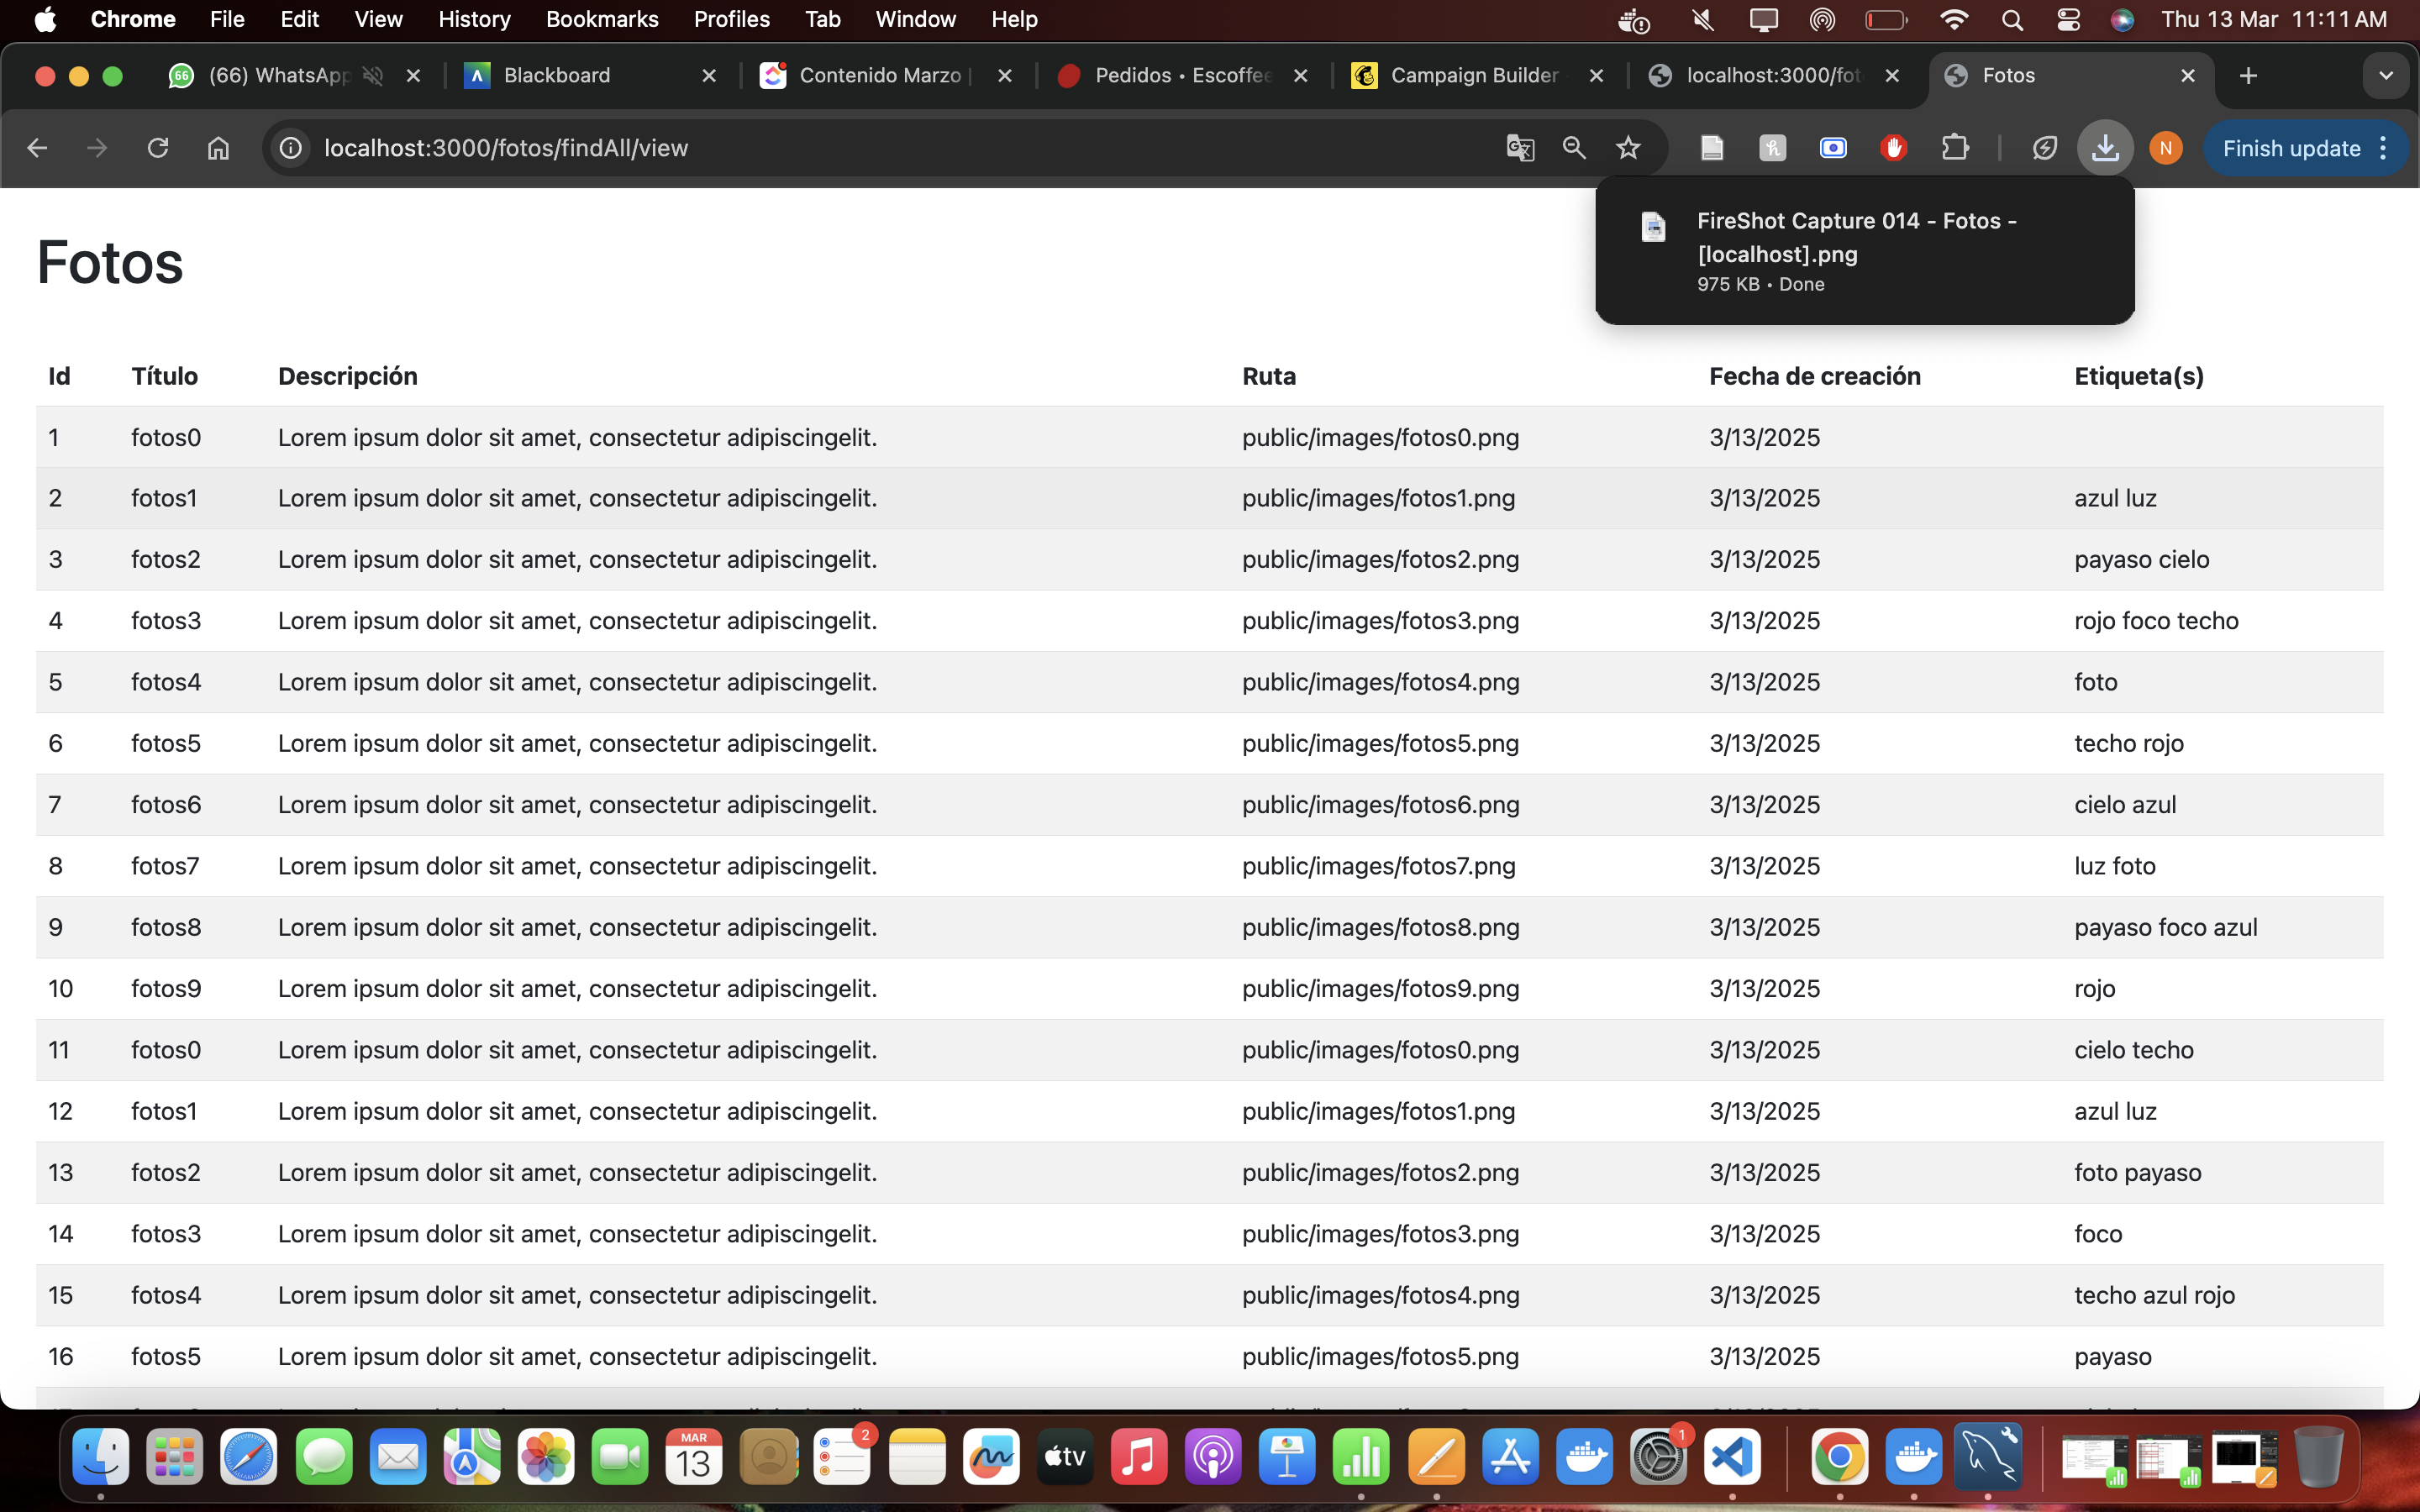 Chrome File Edit View History Bookmarks Profiles Tab Window Help Thu 13 Mar 11:11 AM
66 (66) WhatsApp Blackboard Contenido Marzo Pedidos • Escoffee Campaign Builder localhost:3000/fot Fotos
localhost:3000/fotos/findAll/view N Finish update
FireShot Capture 014 - Fotos -
[localhost].png
975 KB • Done
Fotos
Id Título Descripción Ruta Fecha de creación Etiqueta(s)
1 fotos0 Lorem ipsum dolor sit amet, consectetur adipiscingelit. public/images/fotos0.png 3/13/2025
2 fotos1 Lorem ipsum dolor sit amet, consectetur adipiscingelit. public/images/fotos1.png 3/13/2025 azul luz
3 fotos2 Lorem ipsum dolor sit amet, consectetur adipiscingelit. public/images/fotos2.png 3/13/2025 payaso cielo
4 fotos3 Lorem ipsum dolor sit amet, consectetur adipiscingelit. public/images/fotos3.png 3/13/2025 rojo foco techo
5 fotos4 Lorem ipsum dolor sit amet, consectetur adipiscingelit. public/images/fotos4.png 3/13/2025 foto
6 fotos5 Lorem ipsum dolor sit amet, consectetur adipiscingelit. public/images/fotos5.png 3/13/2025 techo rojo
7 fotos6 Lorem ipsum dolor sit amet, consectetur adipiscingelit. public/images/fotos6.png 3/13/2025 cielo azul
8 fotos7 Lorem ipsum dolor sit amet, consectetur adipiscingelit. public/images/fotos7.png 3/13/2025 luz foto
9 fotos8 Lorem ipsum dolor sit amet, consectetur adipiscingelit. public/images/fotos8.png 3/13/2025 payaso foco azul
10 fotos9 Lorem ipsum dolor sit amet, consectetur adipiscingelit. public/images/fotos9.png 3/13/2025 rojo
11 fotos0 Lorem ipsum dolor sit amet, consectetur adipiscingelit. public/images/fotos0.png 3/13/2025 cielo techo
12 fotos1 Lorem ipsum dolor sit amet, consectetur adipiscingelit. public/images/fotos1.png 3/13/2025 azul luz
13 fotos2 Lorem ipsum dolor sit amet, consectetur adipiscingelit. public/images/fotos2.png 3/13/2025 foto payaso
14 fotos3 Lorem ipsum dolor sit amet, consectetur adipiscingelit. public/images/fotos3.png 3/13/2025 foco
15 fotos4 Lorem ipsum dolor sit amet, consectetur adipiscingelit. public/images/fotos4.png 3/13/2025 techo azul rojo
16 fotos5 Lorem ipsum dolor sit amet, consectetur adipiscingelit. public/images/fotos5.png 3/13/2025 payaso
MAR
13
2
tv
1